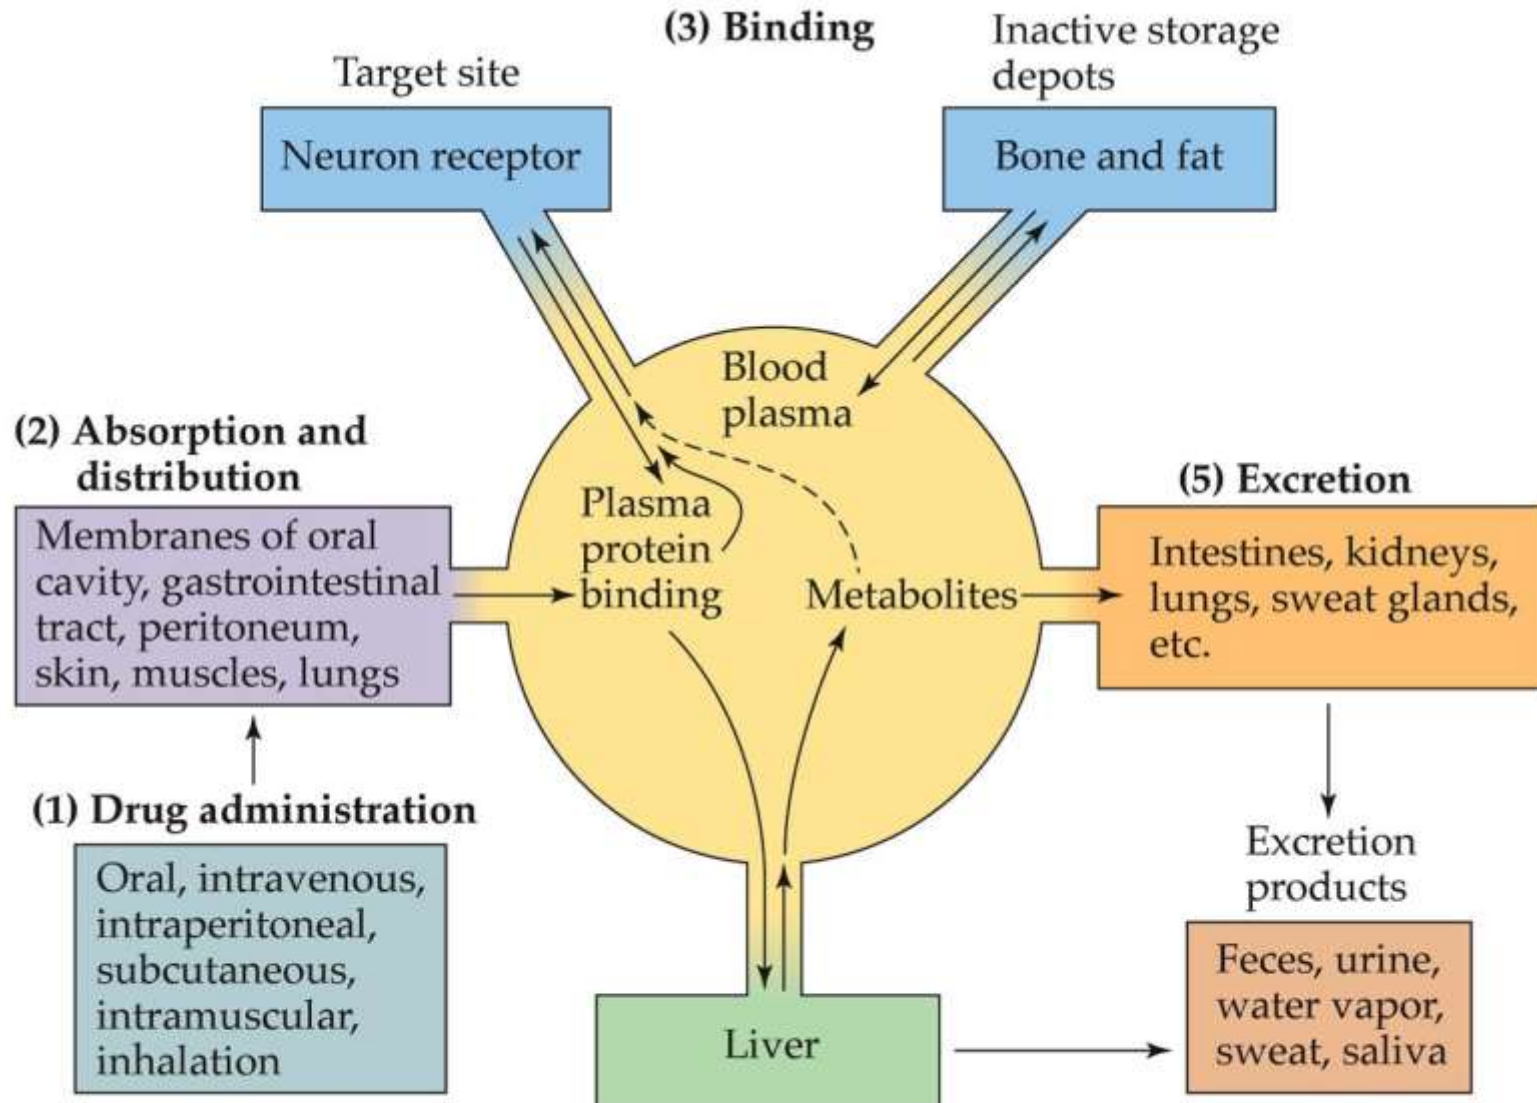 (3) Binding
Target site
Neuron receptor
Inactive storage
depots
Bone and fat
Blood
plasma
(2) Absorption and
distribution
Membranes of oral
cavity, gastrointestinal
tract, peritoneum,
skin, muscles, lungs
Plasma
protein
binding
Metabolites
(5) Excretion
Intestines, kidneys,
lungs, sweat glands,
etc.
(1) Drug administration
Oral, intravenous,
intraperitoneal,
subcutaneous,
intramuscular,
inhalation
Liver
Excretion
products
Feces, urine,
water vapor,
sweat, saliva